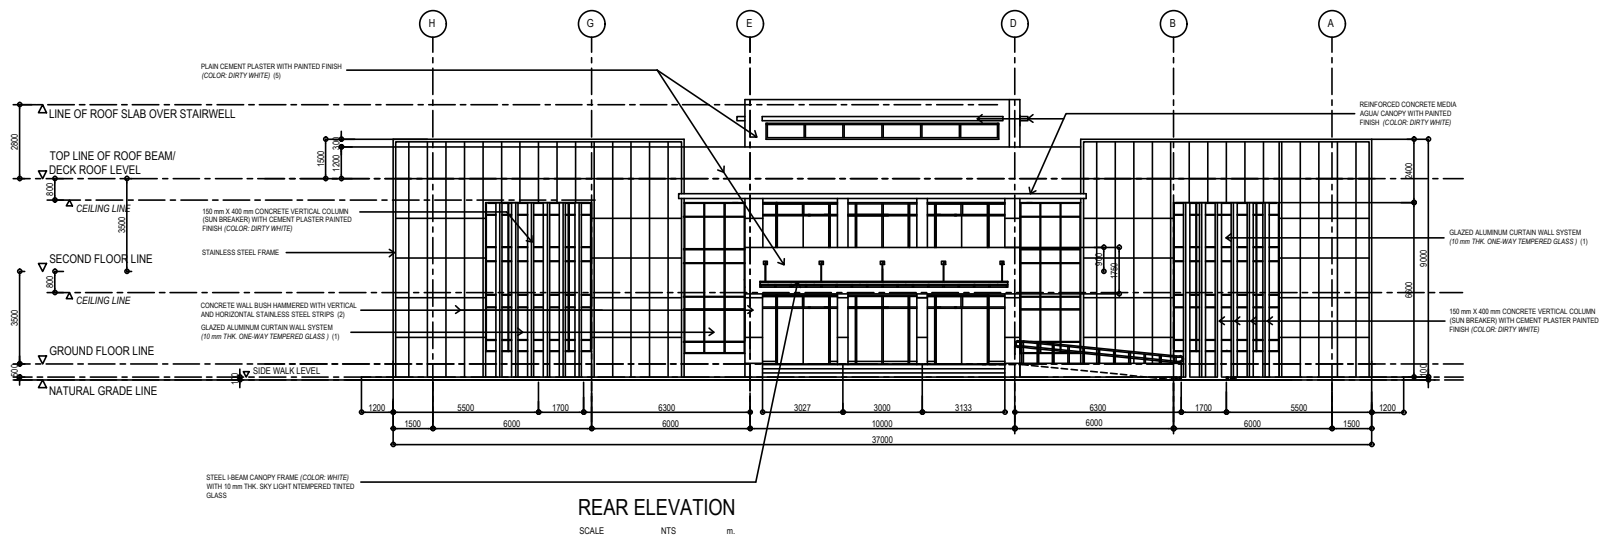 H
G
E
D
B
A
PLAIN CEMENT PLASTER WITH PAINTED FINISH
(COLOR: DIRTY WHITE) (5)
LINE OF ROOF SLAB OVER STAIRWELL
REINFORCED CONCRETE MEDIA
AGUA/ CANOPY WITH PAINTED
FINISH (COLOR: DIRTY WHITE)
2800
1500
300
1200
TOP LINE OF ROOF BEAM/
DECK ROOF LEVEL
800
CEILING LINE
3500
150 mm X 400 mm CONCRETE VERTICAL COLUMN
(SUN BREAKER) WITH CEMENT PLASTER PAINTED
FINISH (COLOR: DIRTY WHITE)
STAINLESS STEEL FRAME
2400
9000
6600
GLAZED ALUMINUM CURTAIN WALL SYSTEM
(10 mm THK. ONE-WAY TEMPERED GLASS ) (1)
SECOND FLOOR LINE
800
CEILING LINE
3500
900
1750
CONCRETE WALL BUSH HAMMERED WITH VERTICAL
AND HORIZONTAL STAINLESS STEEL STRIPS (2)
GLAZED ALUMINUM CURTAIN WALL SYSTEM
(10 mm THK. ONE-WAY TEMPERED GLASS ) (1)
150 mm X 400 mm CONCRETE VERTICAL COLUMN
(SUN BREAKER) WITH CEMENT PLASTER PAINTED
FINISH (COLOR: DIRTY WHITE)
GROUND FLOOR LINE
SIDE WALK LEVEL
NATURAL GRADE LINE
1200
5500
1700
6300
3027
3000
3133
6300
1700
5500
1200
1500
6000
6000
10000
6000
6000
1500
37000
STEEL I-BEAM CANOPY FRAME (COLOR: WHITE)
WITH 10 mm THK. SKY LIGHT NTEMPERED TINTED
GLASS
REAR ELEVATION
SCALE NTS m.